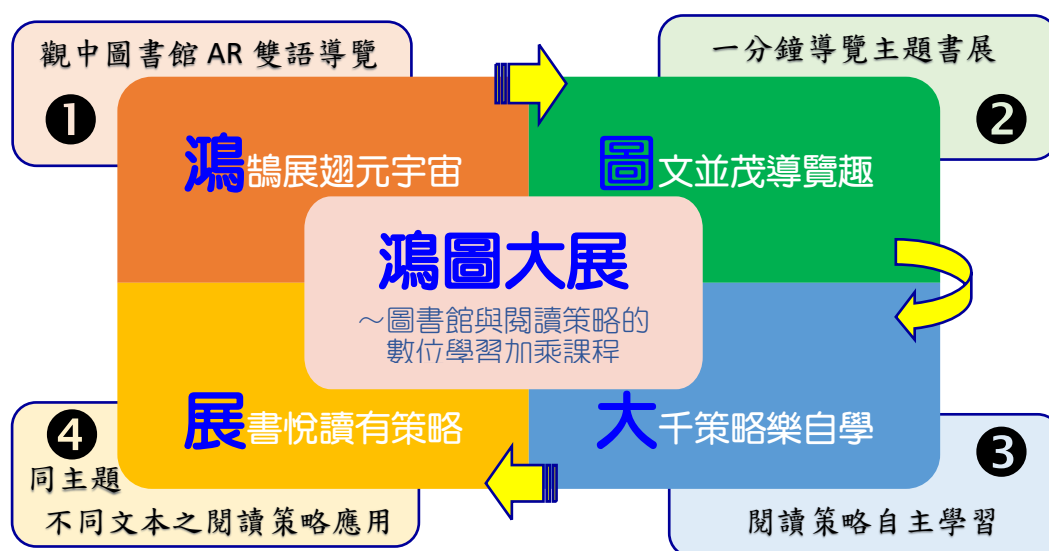 觀中圖書館 AR 雙語導覽
❶
鴻鵠展翅元宇宙
一分鐘導覽主題書展
❷
圖文並茂導覽趣
鴻圖大展
～圖書館與閱讀策略的
數位學習加乘課程
大千策略樂自學
❸
閱讀策略自主學習
展書悅讀有策略
❹
同主題
不同文本之閱讀策略應用